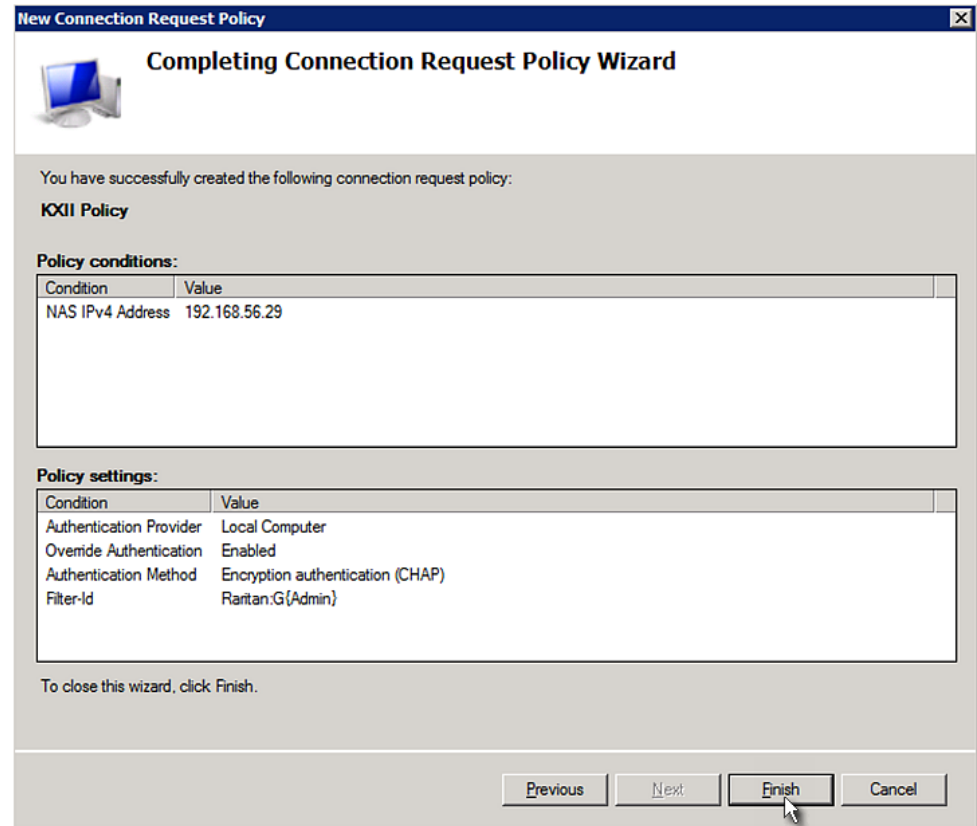 New Connection Request Policy
Completing Connection Request Policy Wizard
You have successfully created the following connection request policy:
KXII Policy
Policy conditions:
Condition Value
NAS IPv4 Address 192.168.56.29
Policy settings:
Condition Value
Authentication Provider Local Computer
Override Authentication Enabled
Authentication Method Encryption authentication (CHAP)
Filter-Id Raritan:G{Admin}
To close this wizard, click Finish.
Previous Next Finish Cancel